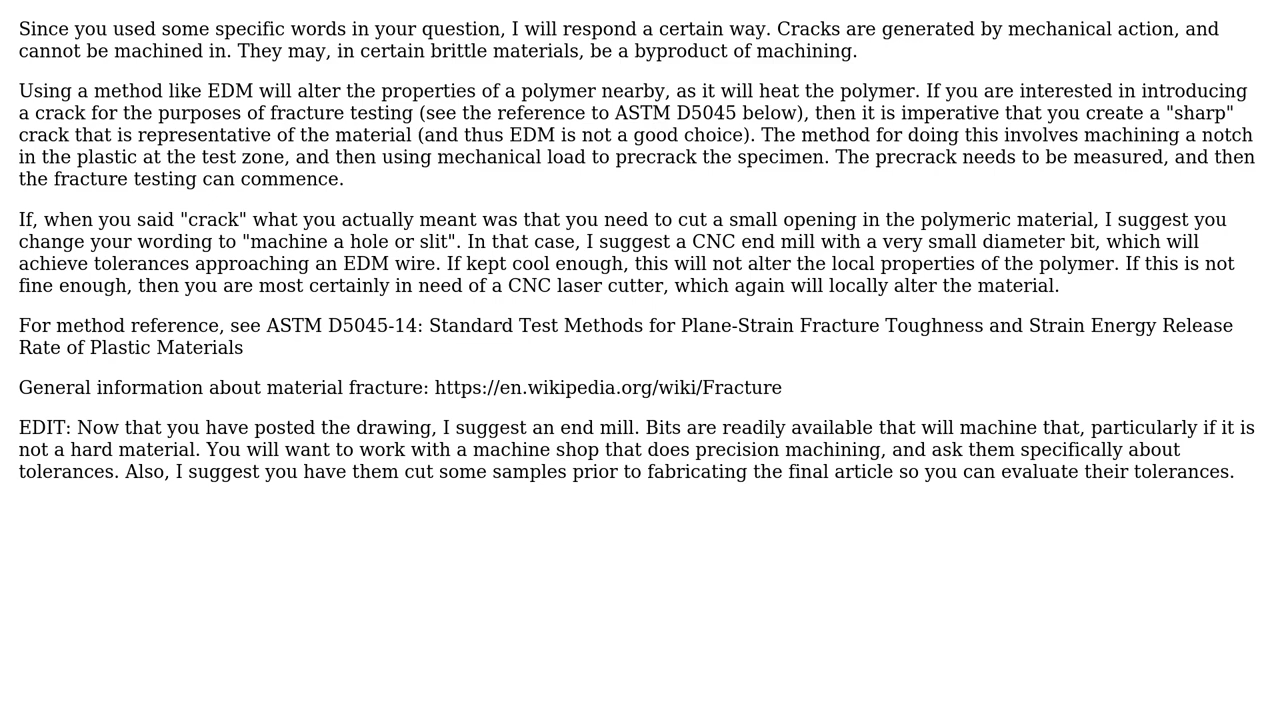 Since you used some specific words in your question, I will respond a certain way. Cracks are generated by mechanical action, and
cannot be machined in. They may, in certain brittle materials, be a byproduct of machining.
Using a method like EDM will alter the properties of a polymer nearby, as it will heat the polymer. If you are interested in introducing
a crack for the purposes of fracture testing (see the reference to ASTM D5045 below), then it is imperative that you create a "sharp"
crack that is representative of the material (and thus EDM is not a good choice). The method for doing this involves machining a notch
in the plastic at the test zone, and then using mechanical load to precrack the specimen. The precrack needs to be measured, and then
the fracture testing can commence.
If, when you said "crack" what you actually meant was that you need to cut a small opening in the polymeric material, I suggest you
change your wording to "machine a hole or slit". In that case, I suggest a CNC end mill with a very small diameter bit, which will
achieve tolerances approaching an EDM wire. If kept cool enough, this will not alter the local properties of the polymer. If this is not
fine enough, then you are most certainly in need of a CNC laser cutter, which again will locally alter the material.
For method reference, see ASTM D5045-14: Standard Test Methods for Plane-Strain Fracture Toughness and Strain Energy Release
Rate of Plastic Materials
General information about material fracture: https://en.wikipedia.org/wiki/Fracture
EDIT: Now that you have posted the drawing, I suggest an end mill. Bits are readily available that will machine that, particularly if it is
not a hard material. You will want to work with a machine shop that does precision machining, and ask them specifically about
tolerances. Also, I suggest you have them cut some samples prior to fabricating the final article so you can evaluate their tolerances.